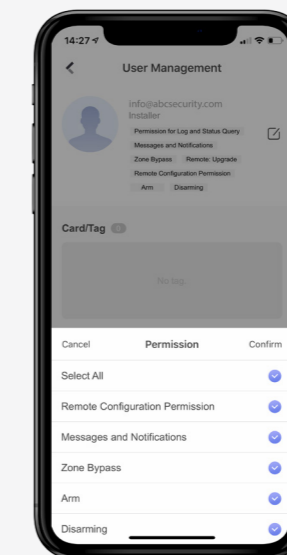 14:27
User Management
info@abcsecurity.com
Installer
Permission for Log and Status Query
Messages and Notifications
Zone Bypass Remote: Upgrade
Remote Configuration Permission
Arm Disarming
Card/Tag 0
No tag.
Cancel Permission Confirm
Select All
Remote Configuration Permission
Messages and Notifications
Zone Bypass
Arm
Disarming